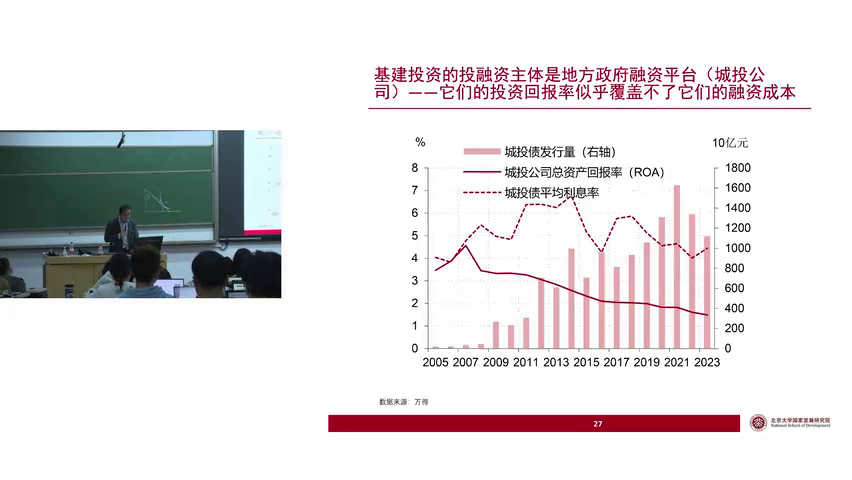 基建投资的投融资主体是地方政府融资平台（城投公
司）——它们的投资回报率似乎覆盖不了它们的融资成本
%
10亿元
城投债发行量（右轴）
城投公司总资产回报率（ROA）
城投债平均利息率
8
7
6
5
4
3
2
1
0
1800
1600
1400
1200
1000
800
600
400
200
0
2005 2007 2009 2011 2013 2015 2017 2019 2021 2023
数据来源：万得
27
北京大学国家发展研究院
National School of Development